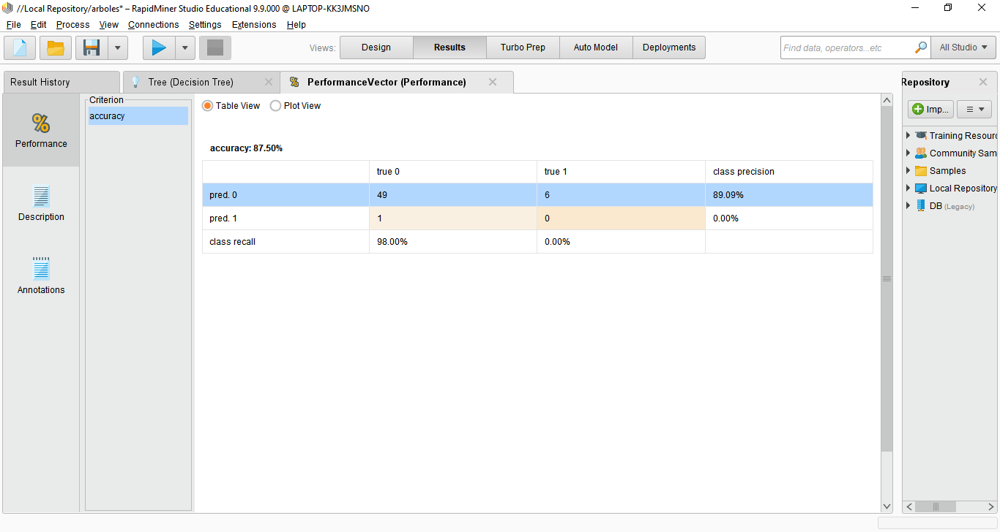 //Local Repository/arboles* – RapidMiner Studio Educational 9.9.000 @ LAPTOP-KK3JMSNO
File Edit Process View Connections Settings Extensions Help
Views: Design Results Turbo Prep Auto Model Deployments Find data, operators...etc All Studio
Result History Tree (Decision Tree) PerformanceVector (Performance) Repository
Criterion
accuracy
Performance
Description
Annotations
Table View Plot View
accuracy: 87.50%
true 0 true 1 class precision
pred. 0 49 6 89.09%
pred. 1 1 0 0.00%
class recall 98.00% 0.00%
Imp...
Training Resourc
Community Sam
Samples
Local Repository
DB (Legacy)